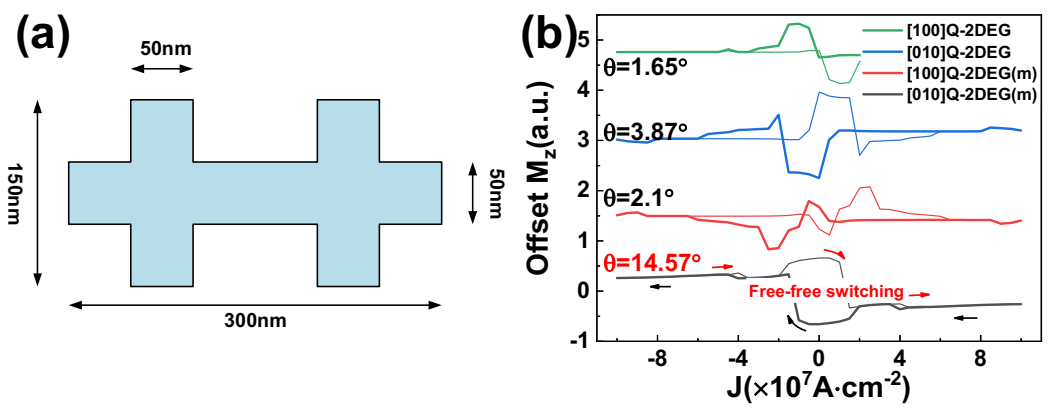 (a)
50nm
150nm
50nm
300nm
(b)
Offset M_z(a.u.)
5
4
3
2
1
0
-1
[100]Q-2DEG
[010]Q-2DEG
[100]Q-2DEG(m)
[010]Q-2DEG(m)
θ=1.65°
θ=3.87°
θ=2.1°
θ=14.57°
Free-free switching
-8 -4 0 4 8
J(×10⁷A·cm⁻²)